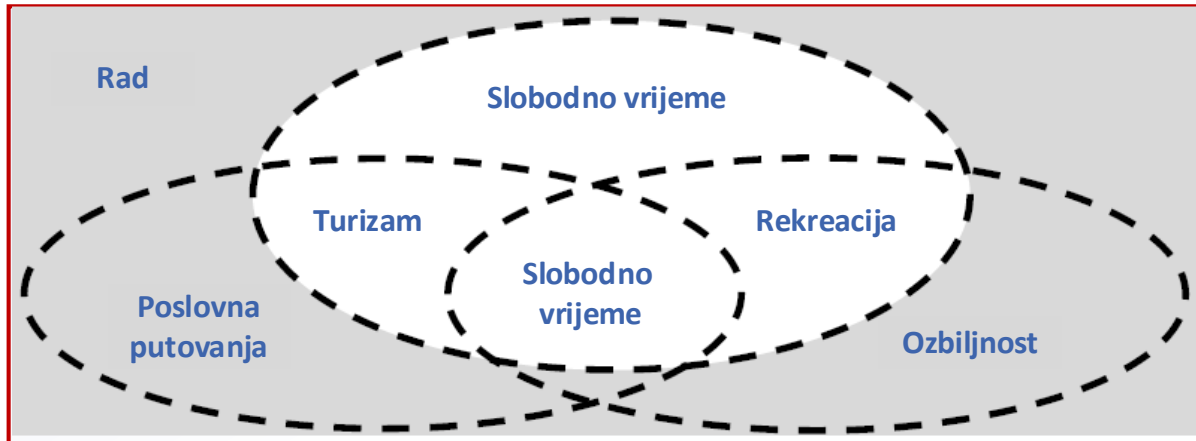 Rad
Slobodno vrijeme
Turizam
Rekreacija
Slobodno
vrijeme
Poslovna
putovanja
Ozbiljnost